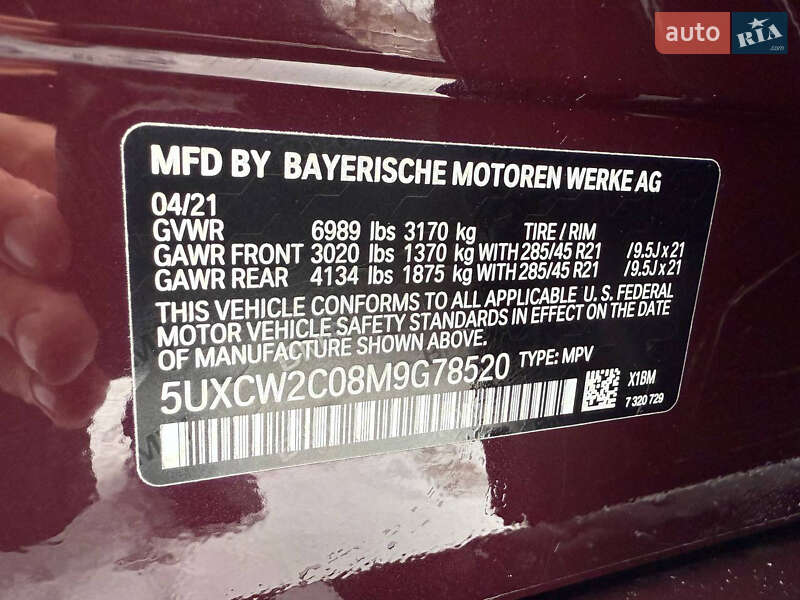 auto RIA
.com
MFD BY BAYERISCHE MOTOREN WERKE AG
04/21
GVWR 6989 lbs 3170 kg TIRE / RIM
GAWR FRONT 3020 lbs 1370 kg WITH 285/45 R21 /9.5J x 21
GAWR REAR 4134 lbs 1875 kg WITH 285/45 R21 /9.5J x 21
THIS VEHICLE CONFORMS TO ALL APPLICABLE U. S. FEDERAL
MOTOR VEHICLE SAFETY STANDARDS IN EFFECT ON THE DATE
OF MANUFACTURE SHOWN ABOVE.
5UXCW2C08M9G78520 TYPE: MPV
X1BM
7 320 729